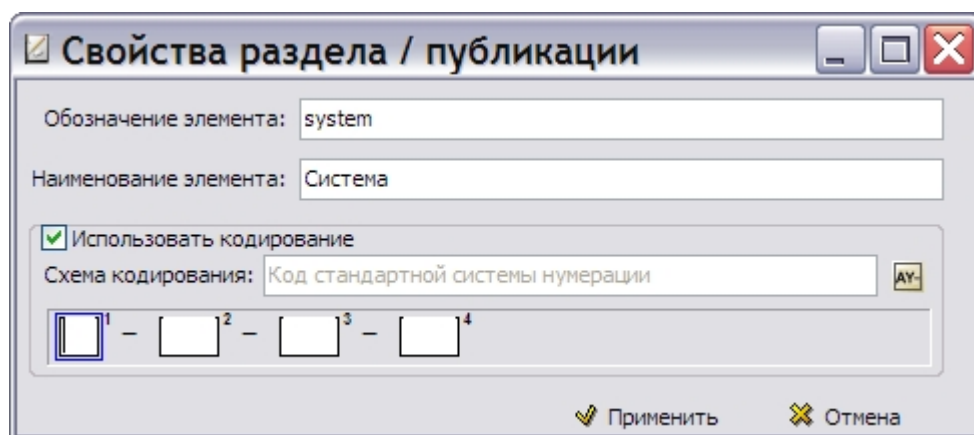 Свойства раздела / публикации
Обозначение элемента: system
Наименование элемента: Система
Использовать кодирование
Схема кодирования: Код стандартной системы нумерации AY-
1 – 2 – 3 – 4
Применить Отмена